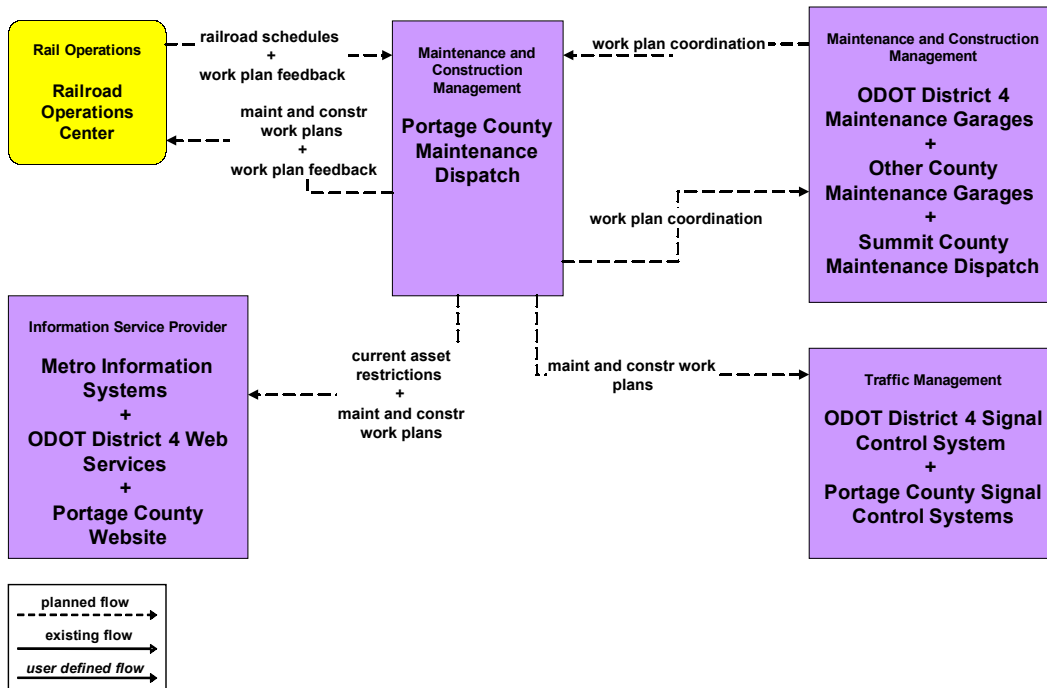 Rail Operations
Railroad
Operations
Center
railroad schedules
+
work plan feedback
maint and constr
work plans
+
work plan feedback
Maintenance and
Construction
Management
Portage County
Maintenance
Dispatch
work plan coordination
work plan coordination
Maintenance and Construction
Management
ODOT District 4
Maintenance Garages
+
Other County
Maintenance Garages
+
Summit County
Maintenance Dispatch
Information Service Provider
Metro Information
Systems
+
ODOT District 4 Web
Services
+
Portage County
Website
current asset
restrictions
+
maint and constr
work plans
maint and constr work
plans
Traffic Management
ODOT District 4 Signal
Control System
+
Portage County Signal
Control Systems
planned flow
existing flow
user defined flow